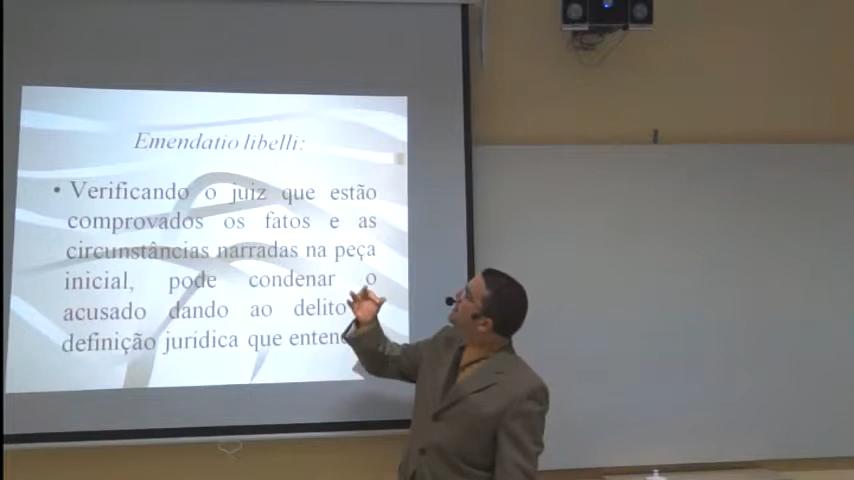 Emendatio libelli:
• Verificando o juiz que estão
comprovados os fatos e as
circunstâncias narradas na peça
inicial, pode condenar o
acusado dando ao delito
definição jurídica que